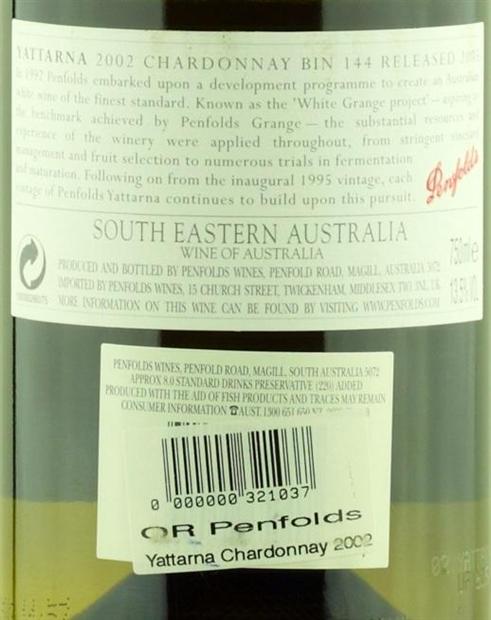 YATTARNA 2002 CHARDONNAY BIN 144 RELEASED
In 1992 Penfolds embarked upon a development programme to create an Australian
white wine of the finest standard. Known as the 'White Grange project' — aspiring to
the benchmark achieved by Penfolds Grange — the substantial resources and
experience of the winery were applied throughout, from stringent vineyard
management and fruit selection to numerous trials in fermentation
and maturation. Following on from the inaugural 1995 vintage, each
vintage of Penfolds Yattarna continues to build upon this pursuit.
Penfolds
SOUTH EASTERN AUSTRALIA
WINE OF AUSTRALIA
PRODUCED AND BOTTLED BY PENFOLDS WINES, PENFOLD ROAD, MAGILL, AUSTRALIA 5072
IMPORTED BY PENFOLDS WINES, 15 CHURCH STREET, TWICKENHAM, MIDDLESEX TW1 3NL, U.K.
MORE INFORMATION ON THIS WINE CAN BE FOUND BY VISITING WWW.PENFOLDS.COM
750ml e
13.5% VOL
PENFOLDS WINES, PENFOLD ROAD, MAGILL, SOUTH AUSTRALIA 5072
APPROX 8.0 STANDARD DRINKS PRESERVATIVE (220) ADDED
PRODUCED WITH THE AID OF FISH PRODUCTS AND TRACES MAY REMAIN
CONSUMER INFORMATION ☎AUST. 1300 651 650
0 000000 321037
OR Penfolds
Yattarna Chardonnay 2002